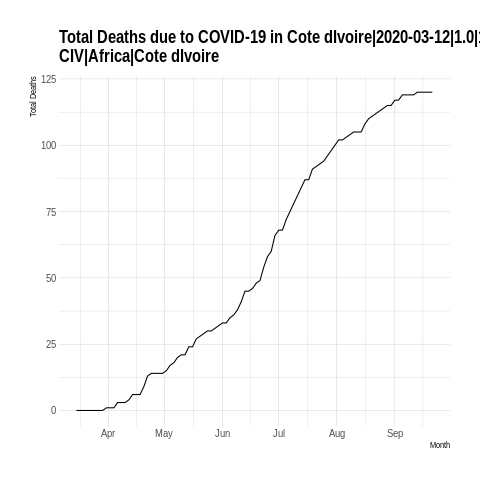 Total Deaths due to COVID-19 in Cote dIvoire|2020-03-12|1.0|
CIV|Africa|Cote dIvoire
Total Deaths
125
100
75
50
25
0
Apr May Jun Jul Aug Sep
Month